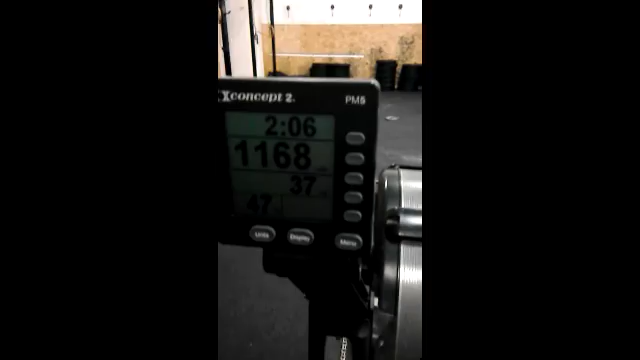 concept 2.
PM5
2:06
1168
37
47
Units
Display
Menu